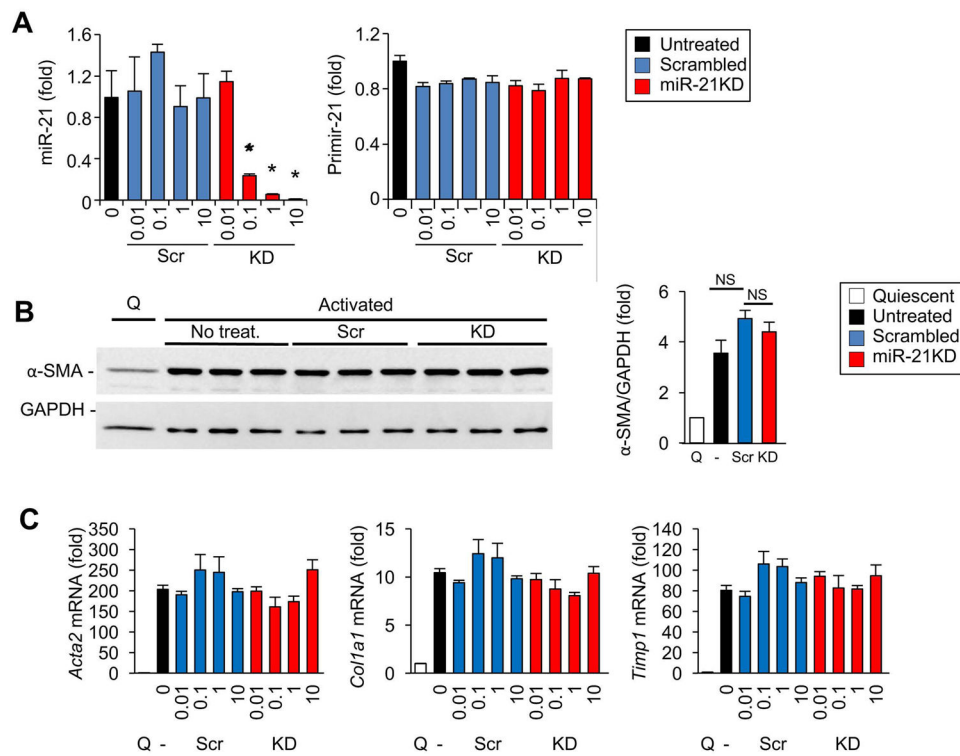 A
miR-21 (fold)
1.6
1.2
0.8
0.4
0
0 0.01 0.1 1 10 0.01 0.1 1 10
* * *
Scr KD
Primir-21 (fold)
1.2
0.8
0.4
0
0 0.01 0.1 1 10 0.01 0.1 1 10
Scr KD
Untreated
Scrambled
miR-21KD
B
Q Activated
No treat. Scr KD
α-SMA -
GAPDH -
α-SMA/GAPDH (fold)
6
4
2
0
NS NS
Q - Scr KD
Quiescent
Untreated
Scrambled
miR-21KD
C
Acta2 mRNA (fold)
350
300
250
200
150
100
50
0
0 0.01 0.1 1 10 0.01 0.1 1 10
Q - Scr KD
Col1a1 mRNA (fold)
15
10
5
0
0 0.01 0.1 1 10 0.01 0.1 1 10
Q - Scr KD
Timp1 mRNA (fold)
140
120
100
80
60
40
20
0
0 0.01 0.1 1 10 0.01 0.1 1 10
Q - Scr KD